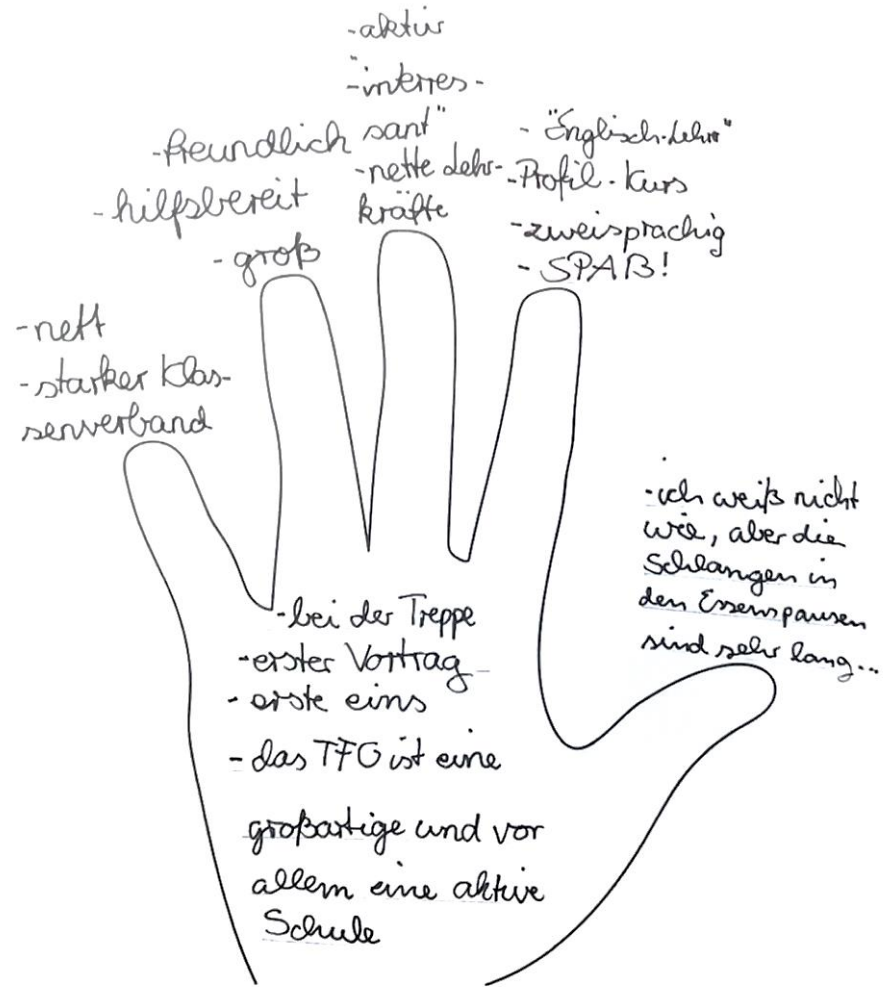 -nett
-starker Klas-
senverband
-freundlich
-hilfsbereit
-groß
-aktiv
-"interres-
sant"
-nette Lehr-
kräfte
- "Englisch-Lehrer"
-Profil-Kurs
-zweisprachig
- SPAß!
-ich weiß nicht
wie, aber die
Schlangen in
den Essenspausen
sind sehr lang...
-bei der Treppe
-erster Vortrag
- erste eins
- das TFG ist eine
großartige und vor
allem eine aktive
Schule